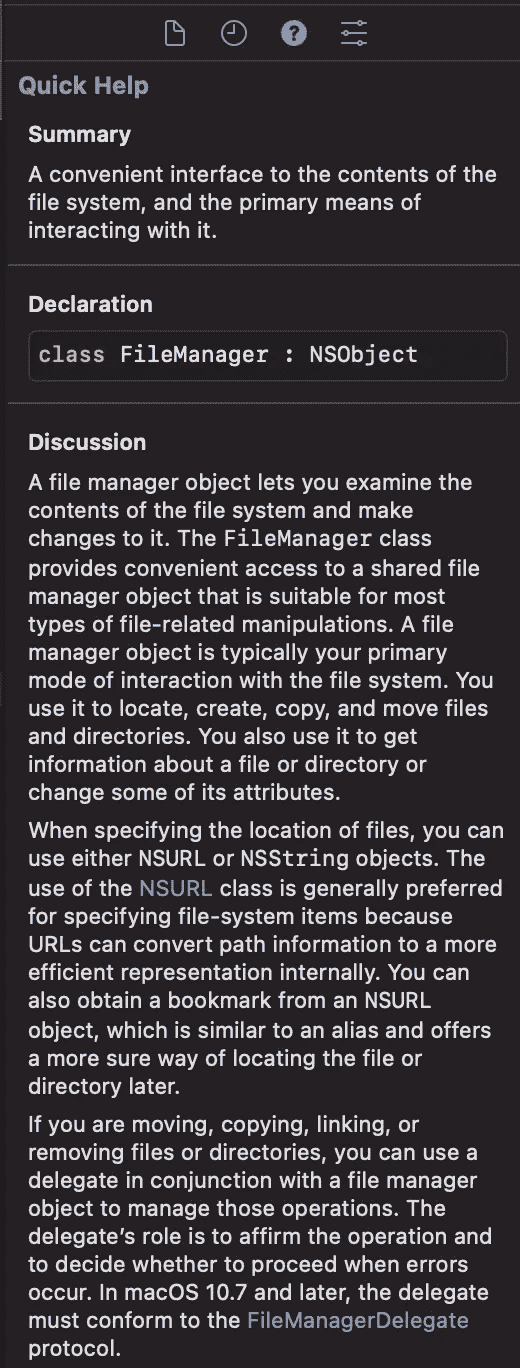 Quick Help
Summary
A convenient interface to the contents of the
file system, and the primary means of
interacting with it.
Declaration
class FileManager : NSObject
Discussion
A file manager object lets you examine the
contents of the file system and make
changes to it. The FileManager class
provides convenient access to a shared file
manager object that is suitable for most
types of file-related manipulations. A file
manager object is typically your primary
mode of interaction with the file system. You
use it to locate, create, copy, and move files
and directories. You also use it to get
information about a file or directory or
change some of its attributes.
When specifying the location of files, you can
use either NSURL or NSString objects. The
use of the NSURL class is generally preferred
for specifying file-system items because
URLs can convert path information to a more
efficient representation internally. You can
also obtain a bookmark from an NSURL
object, which is similar to an alias and offers
a more sure way of locating the file or
directory later.
If you are moving, copying, linking, or
removing files or directories, you can use a
delegate in conjunction with a file manager
object to manage those operations. The
delegate’s role is to affirm the operation and
to decide whether to proceed when errors
occur. In macOS 10.7 and later, the delegate
must conform to the FileManagerDelegate
protocol.